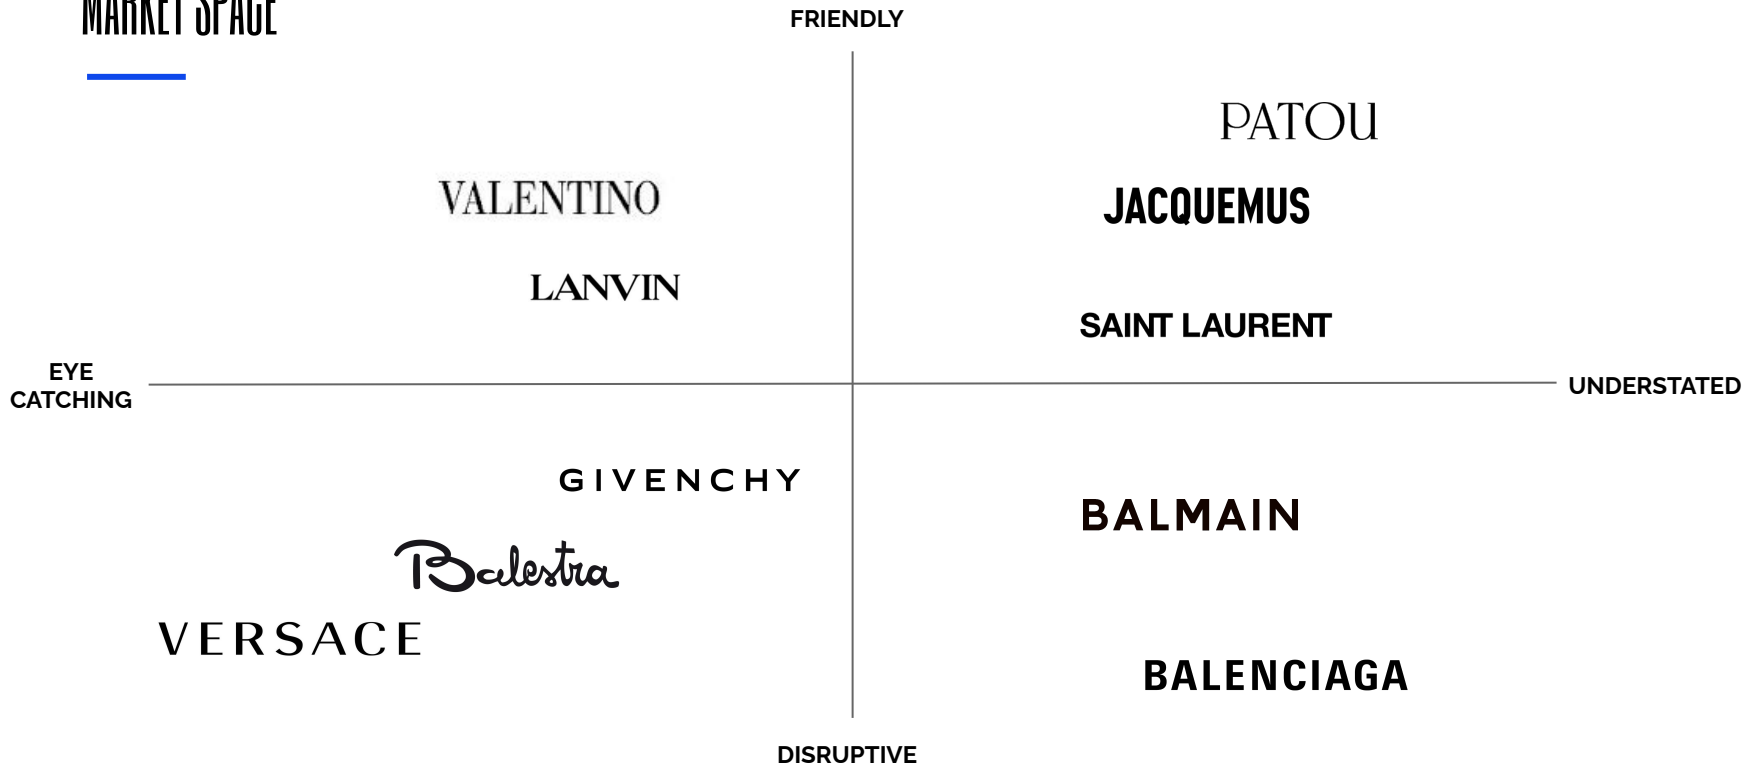 MARKET SPACE
FRIENDLY
PATOU
VALENTINO
JACQUEMUS
LANVIN
SAINT LAURENT
EYE
CATCHING
UNDERSTATED
GIVENCHY
BALMAIN
Balestra
VERSACE
BALENCIAGA
DISRUPTIVE